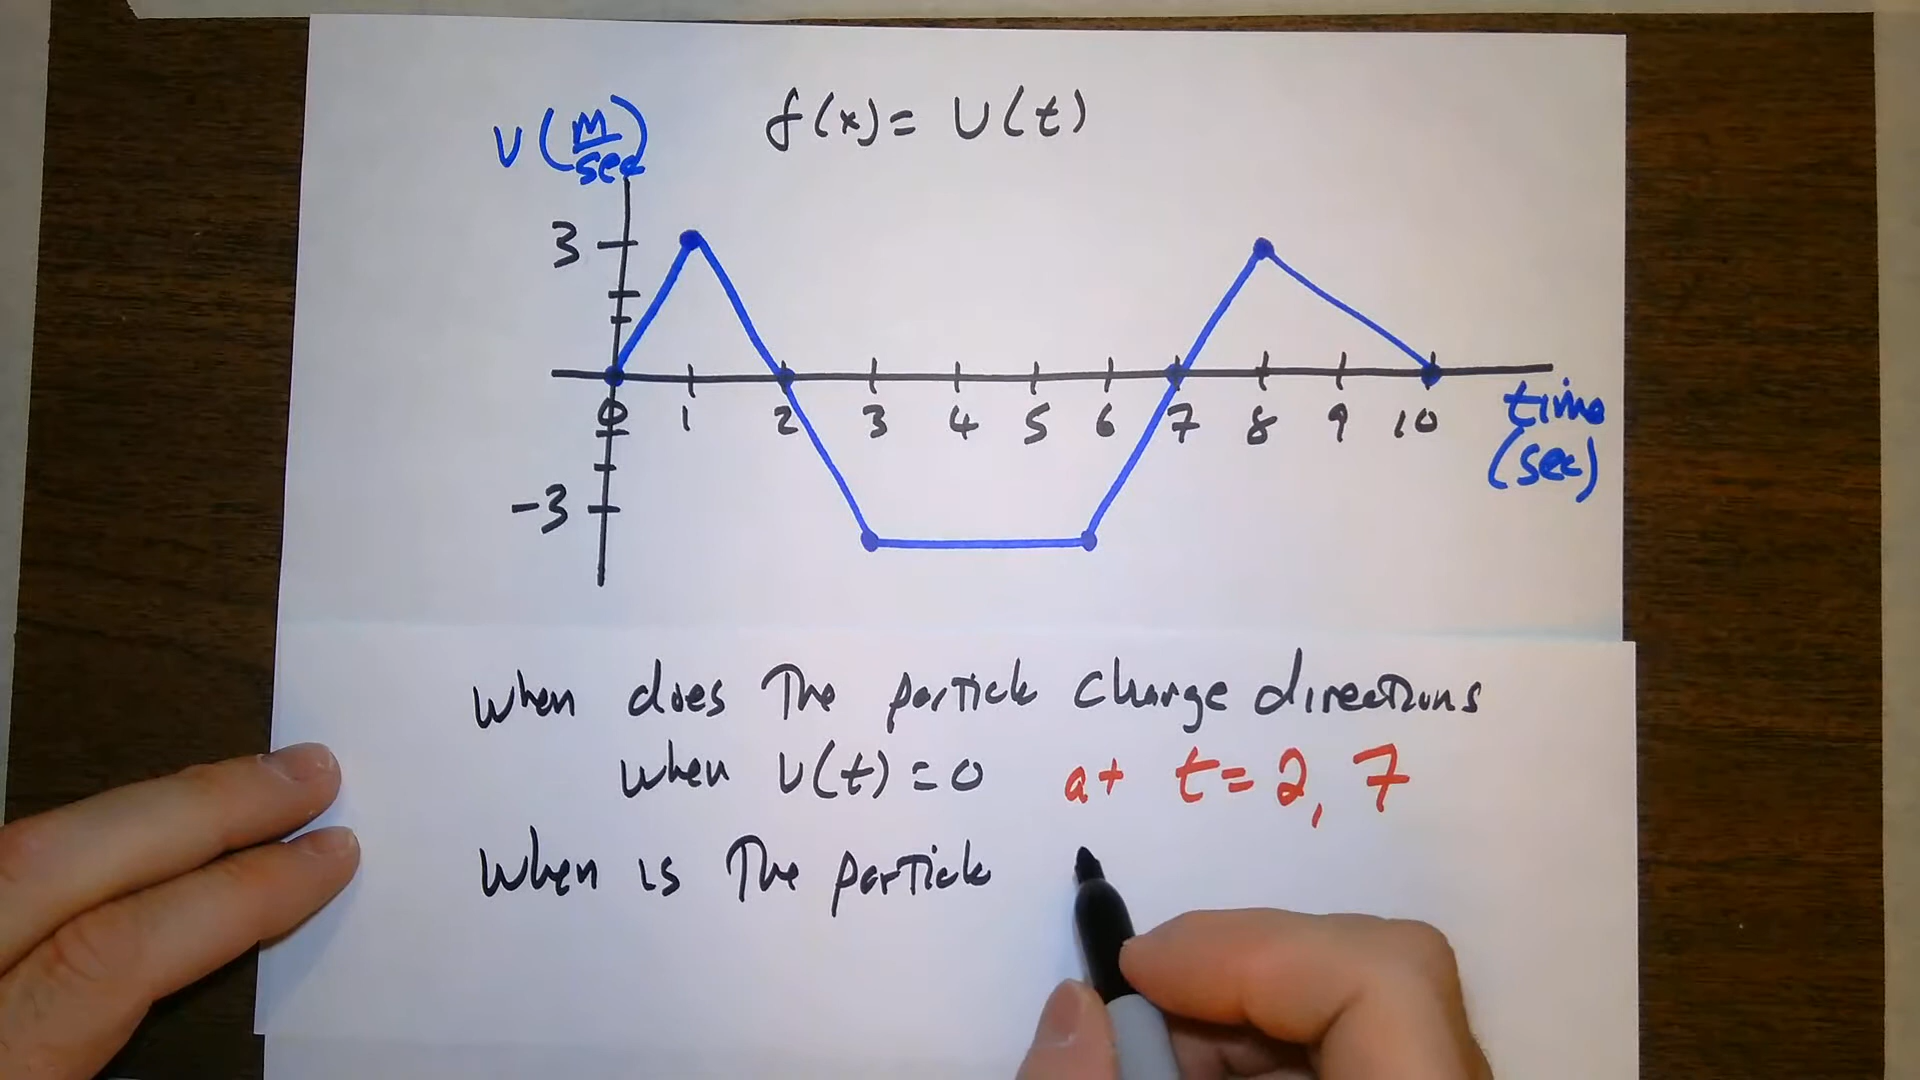 f(x) = v(t)
v (m/sec)
3
0 1 2 3 4 5 6 7 8 9 10
time
(sec)
-3
When does The particle change directions
when v(t) = 0 at t = 2, 7
When is The particle